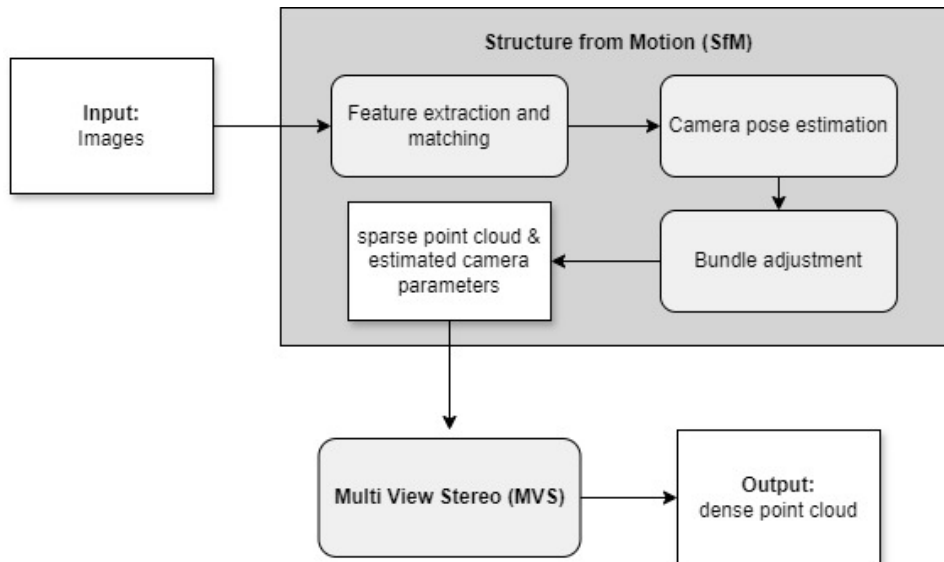 Structure from Motion (SfM)
Input:
Images
Feature extraction and
matching
Camera pose estimation
sparse point cloud &
estimated camera
parameters
Bundle adjustment
Multi View Stereo (MVS)
Output:
dense point cloud